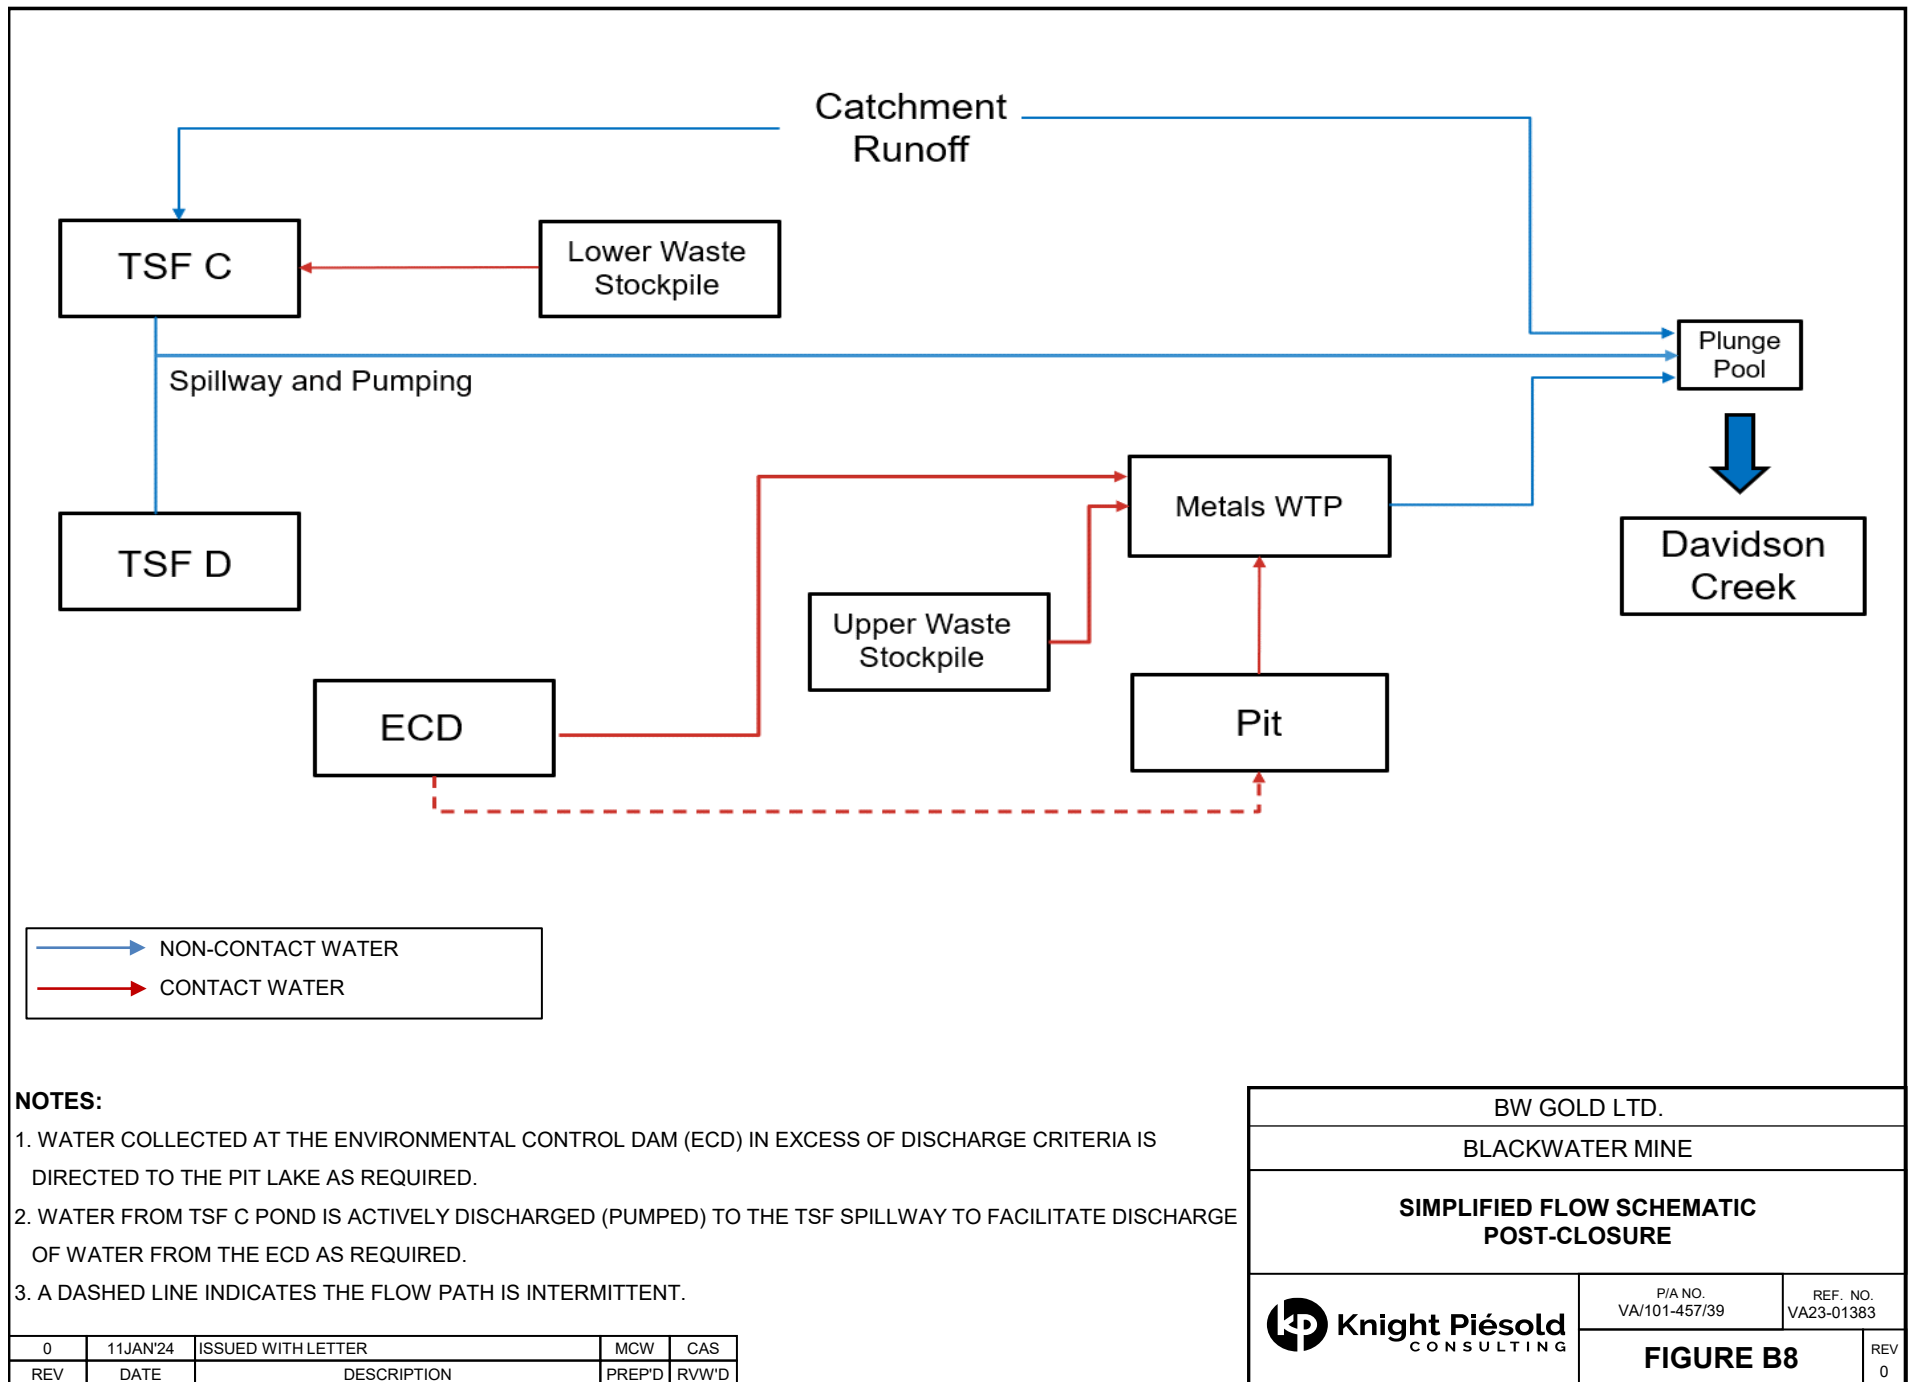 Catchment
Runoff
TSF C
Lower Waste
Stockpile
Plunge
Pool
Spillway and Pumping
Metals WTP
TSF D
Davidson
Creek
Upper Waste
Stockpile
ECD
Pit
NON-CONTACT WATER
CONTACT WATER
NOTES:
1. WATER COLLECTED AT THE ENVIRONMENTAL CONTROL DAM (ECD) IN EXCESS OF DISCHARGE CRITERIA IS
DIRECTED TO THE PIT LAKE AS REQUIRED.
2. WATER FROM TSF C POND IS ACTIVELY DISCHARGED (PUMPED) TO THE TSF SPILLWAY TO FACILITATE DISCHARGE
OF WATER FROM THE ECD AS REQUIRED.
3. A DASHED LINE INDICATES THE FLOW PATH IS INTERMITTENT.
0 11JAN'24 ISSUED WITH LETTER MCW CAS
REV DATE DESCRIPTION PREP'D RVW'D
BW GOLD LTD.
BLACKWATER MINE
SIMPLIFIED FLOW SCHEMATIC
POST-CLOSURE
kp Knight Piésold
CONSULTING
P/A NO.
VA/101-457/39
REF. NO.
VA23-01383
FIGURE B8
REV
0